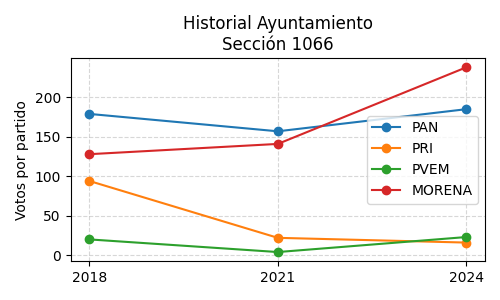 Historial Ayuntamiento
Sección 1066
Votos por partido
200
150
100
50
0
2018
2021
2024
PAN
PRI
PVEM
MORENA